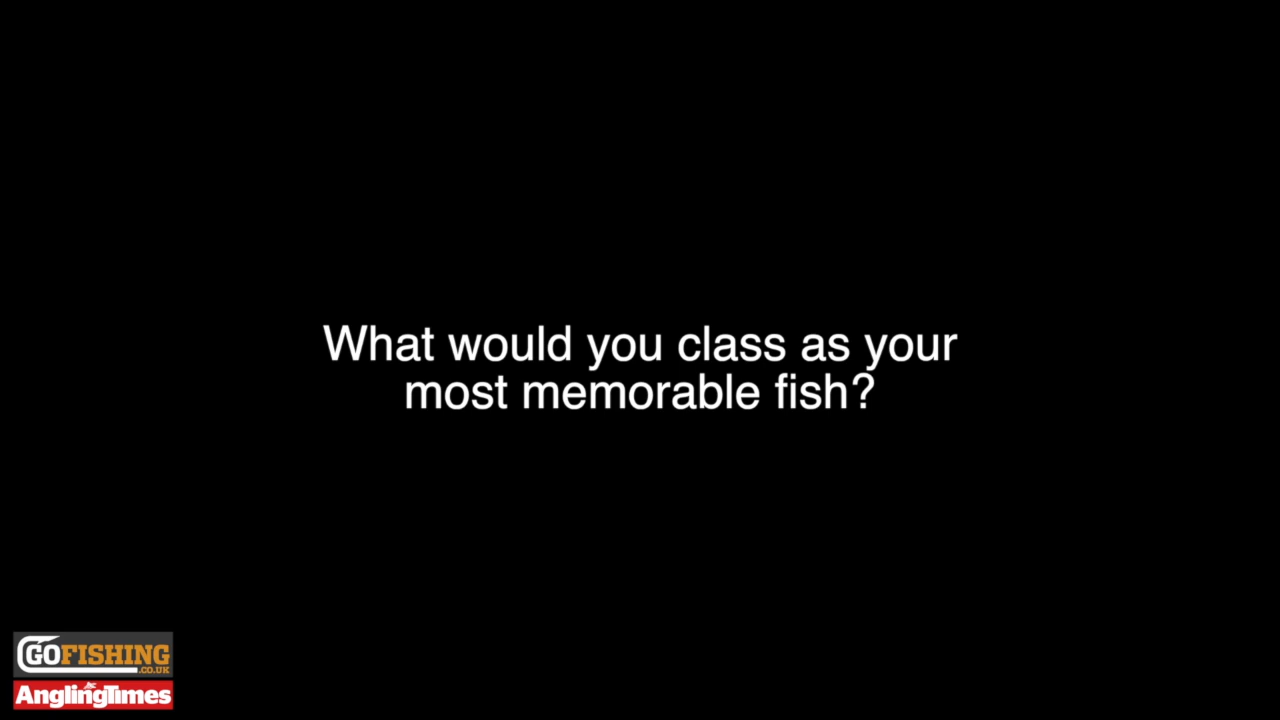 What would you class as your
most memorable fish?
GOFISHING
.CO.UK
AnglingTimes